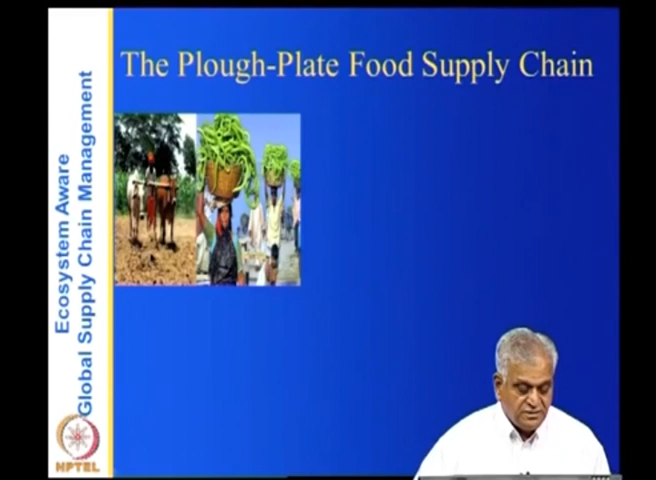 The Plough-Plate Food Supply Chain
Ecosystem Aware
Global Supply Chain Management
NPTEL